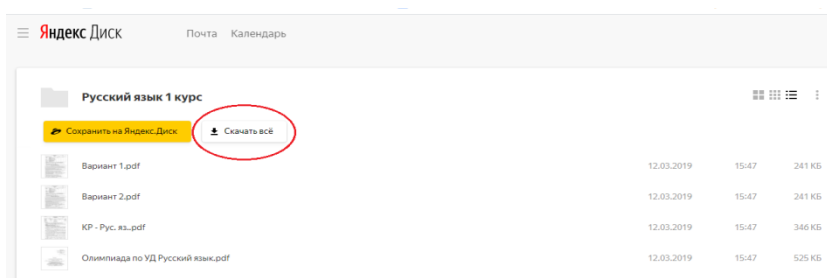 Яндекс Диск Почта Календарь
Русский язык 1 курс
Сохранить на Яндекс.Диск Скачать всё
Вариант 1.pdf 12.03.2019 15:47 241 КБ
Вариант 2.pdf 12.03.2019 15:47 241 КБ
КР - Рус. яз..pdf 12.03.2019 15:47 346 КБ
Олимпиада по УД Русский язык.pdf 12.03.2019 15:47 525 КБ